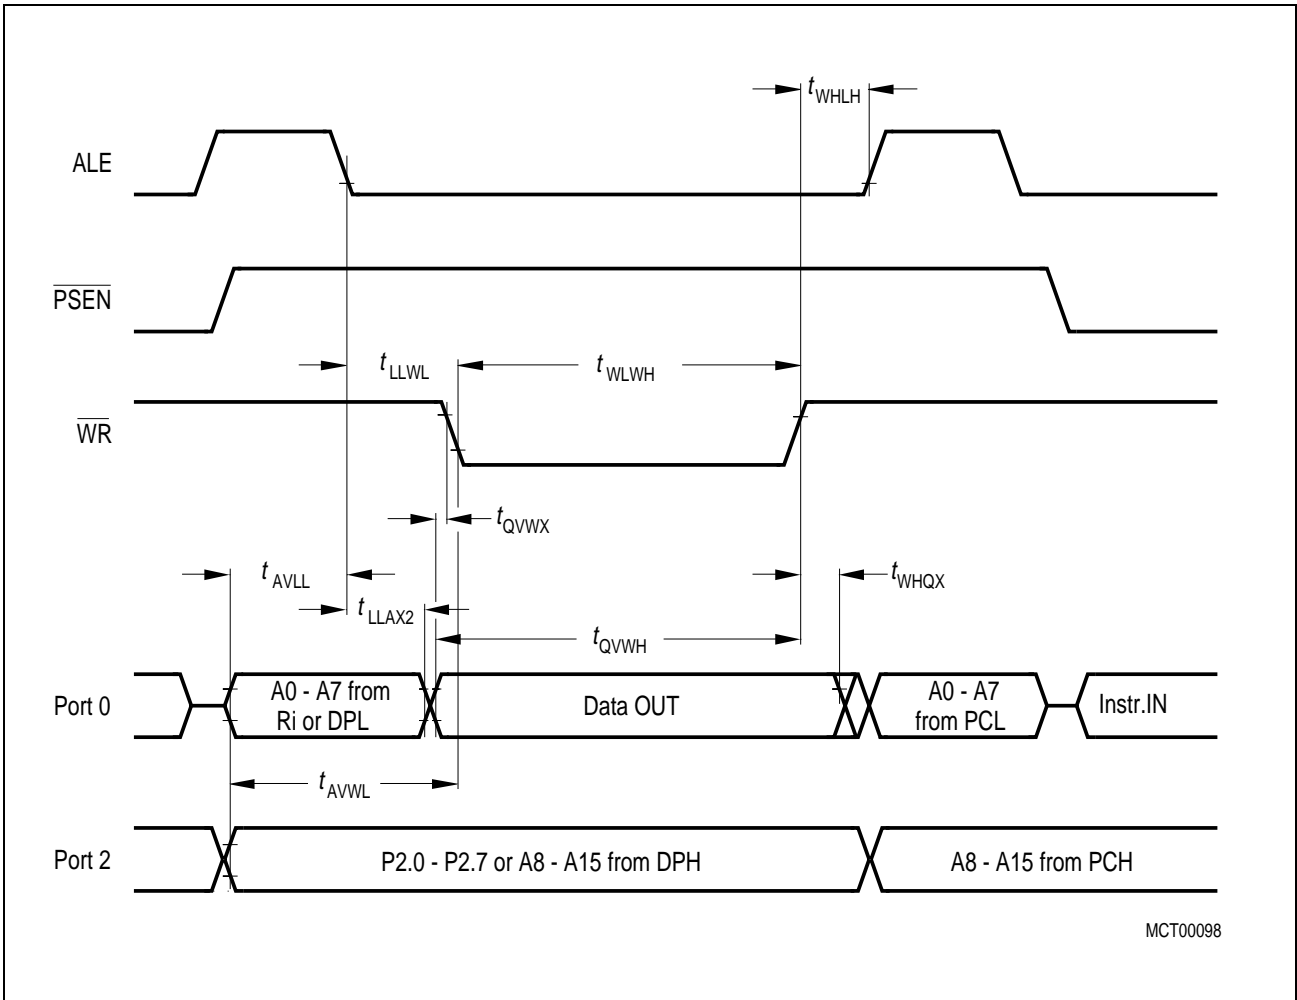 tWHLH
ALE
PSEN
tLLWL
tWLWH
WR
tQVWX
tAVLL
tWHQX
tLLAX2
tQVWH
Port 0
A0 - A7 from
Ri or DPL
Data OUT
A0 - A7
from PCL
Instr.IN
tAVWL
Port 2
P2.0 - P2.7 or A8 - A15 from DPH
A8 - A15 from PCH
MCT00098